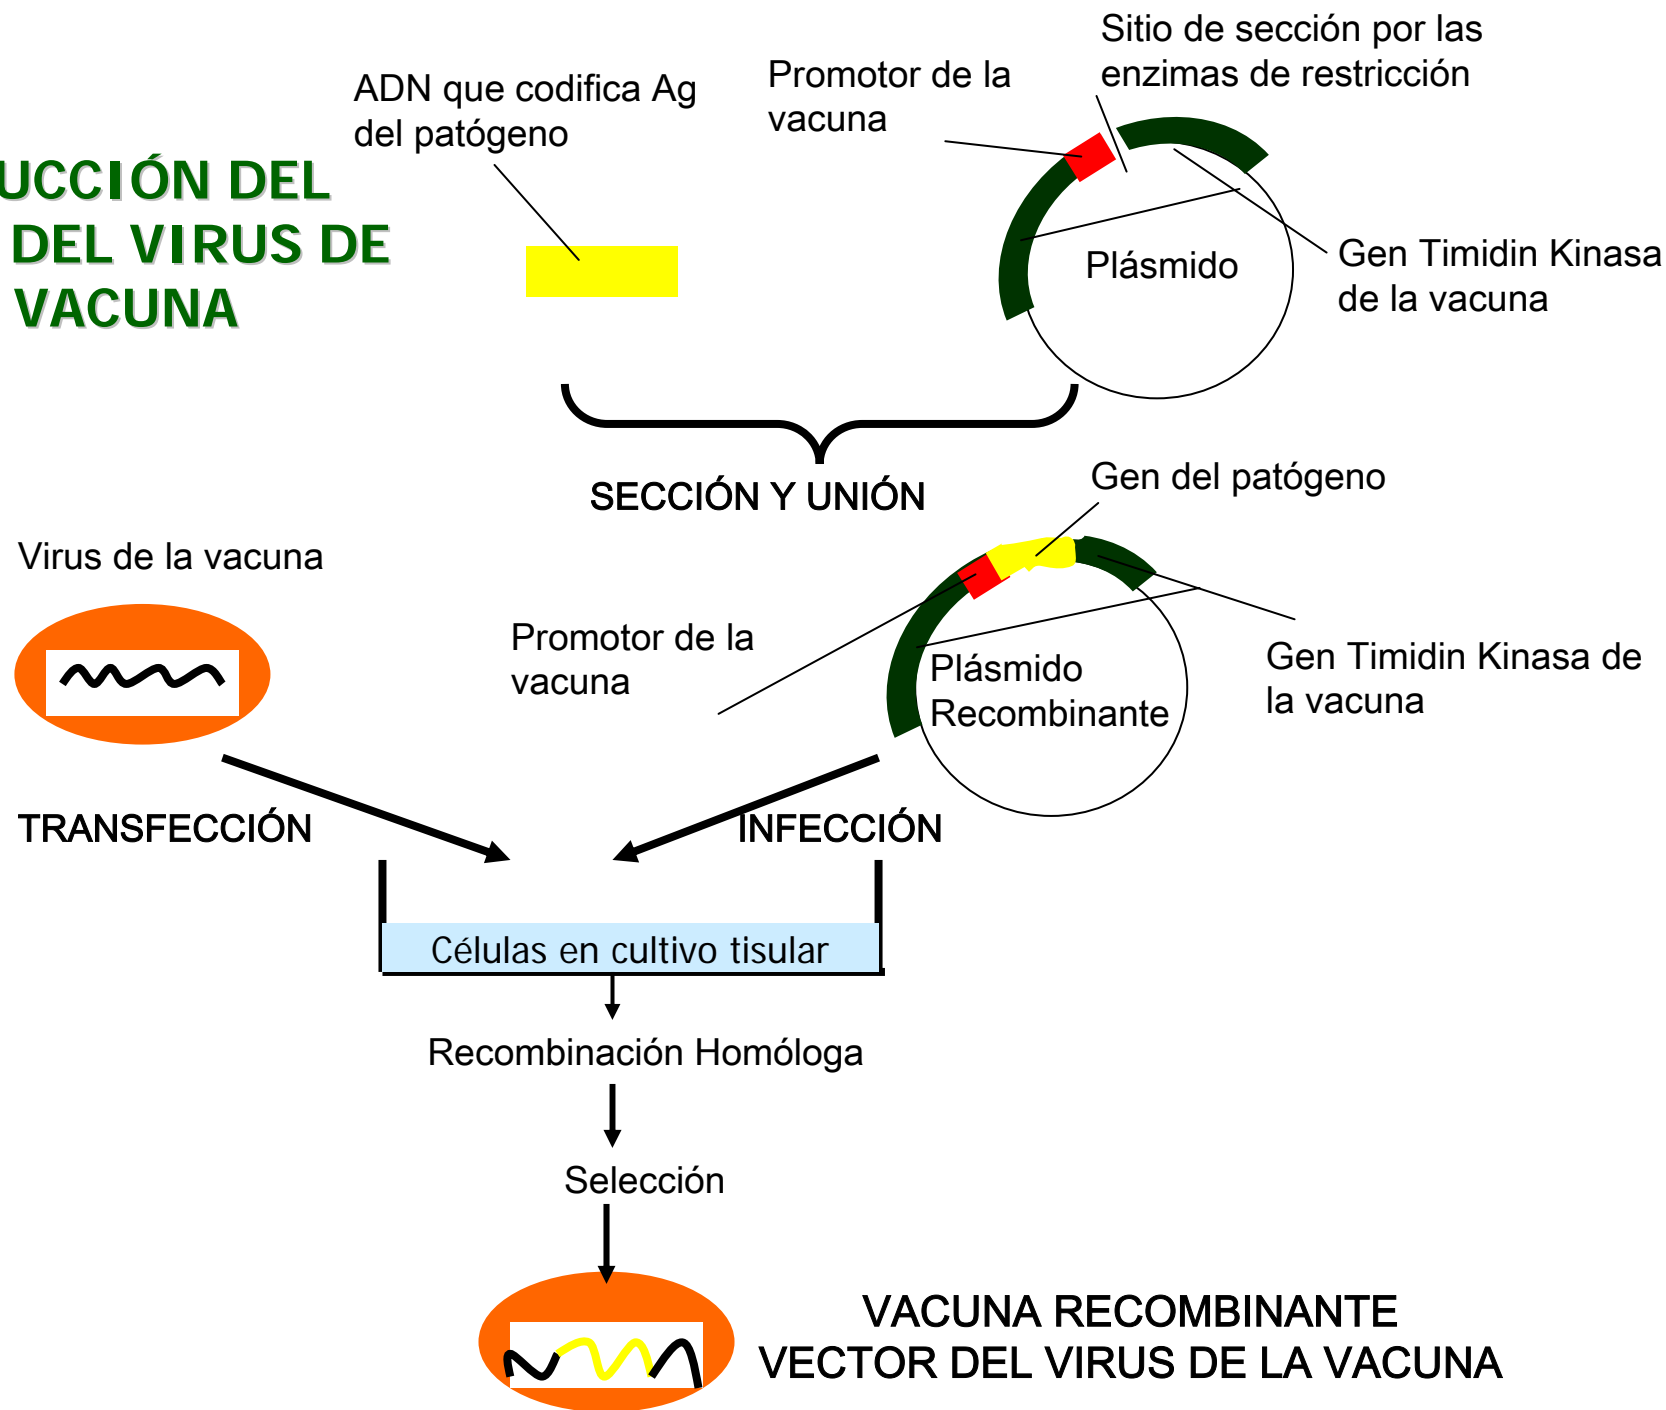 UCCIÓN DEL
DEL VIRUS DE
VACUNA
ADN que codifica Ag
del patógeno
Promotor de la
vacuna
Sitio de sección por las
enzimas de restricción
Plásmido
Gen Timidin Kinasa
de la vacuna
SECCIÓN Y UNIÓN
Gen del patógeno
Virus de la vacuna
Promotor de la
vacuna
Plásmido
Recombinante
Gen Timidin Kinasa de
la vacuna
TRANSFECCIÓN
INFECCIÓN
Células en cultivo tisular
Recombinación Homóloga
Selección
VACUNA RECOMBINANTE
VECTOR DEL VIRUS DE LA VACUNA